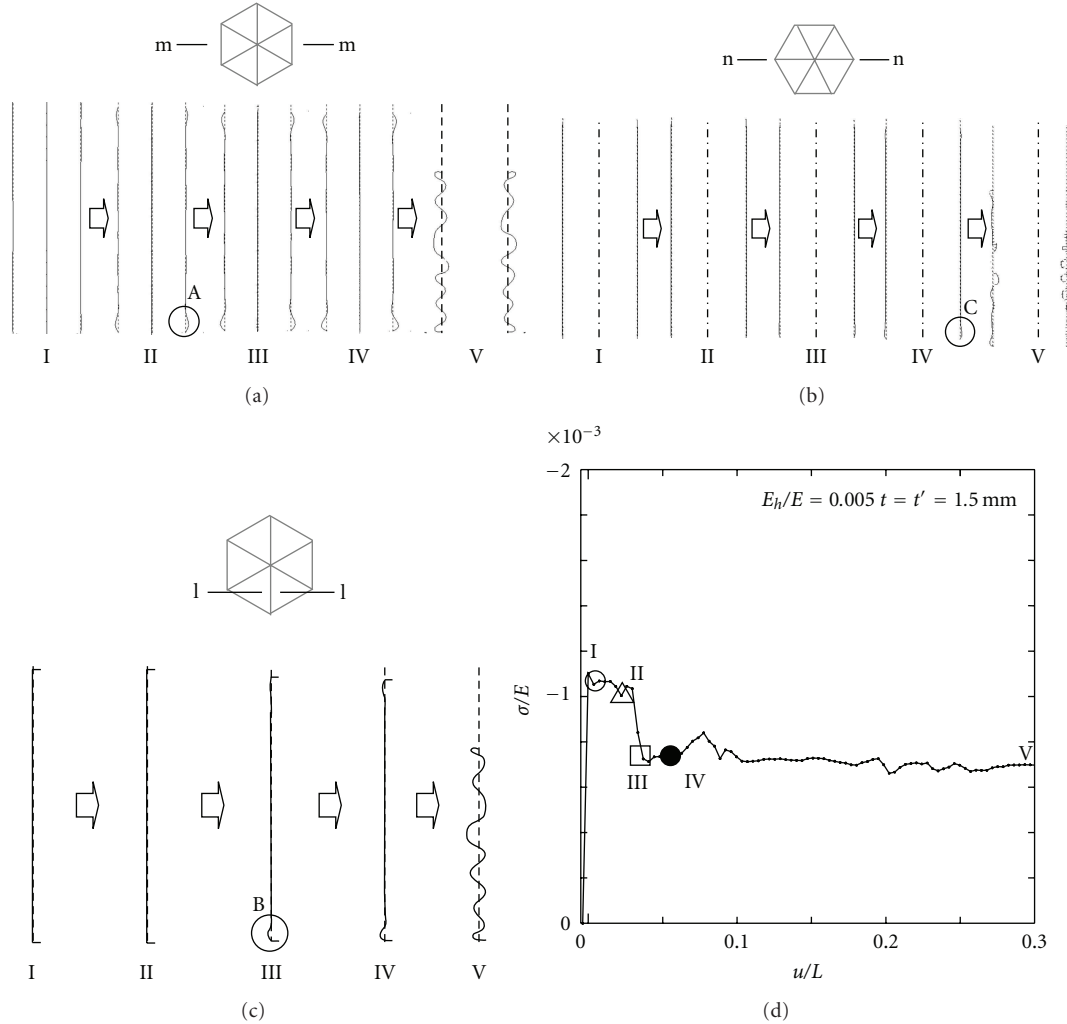 m m
n n
A
C
I II III IV V
I II III IV V
(a)
(b)
l l
B
I II III IV V
(c)
×10−3
−2
E_h/E = 0.005 t = t′ = 1.5 mm
I
II
−1
σ/E
V
III
IV
0
0 0.1 0.2 0.3
u/L
(d)